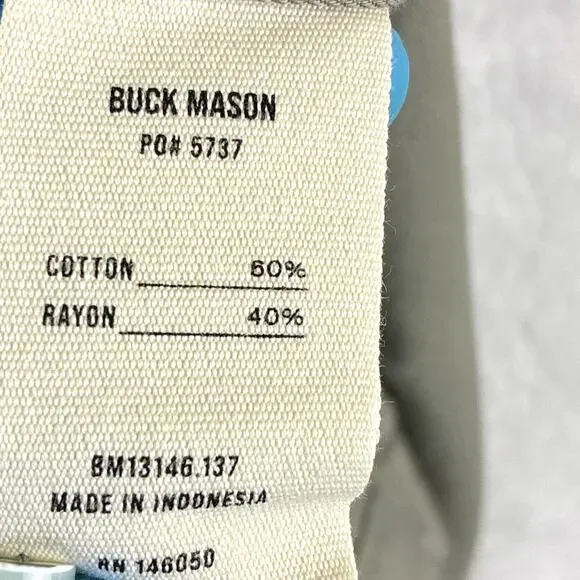 BUCK MASON
PO# 5737
COTTON 60%
RAYON 40%
BM13146.137
MADE IN INDONESIA
RN 146050